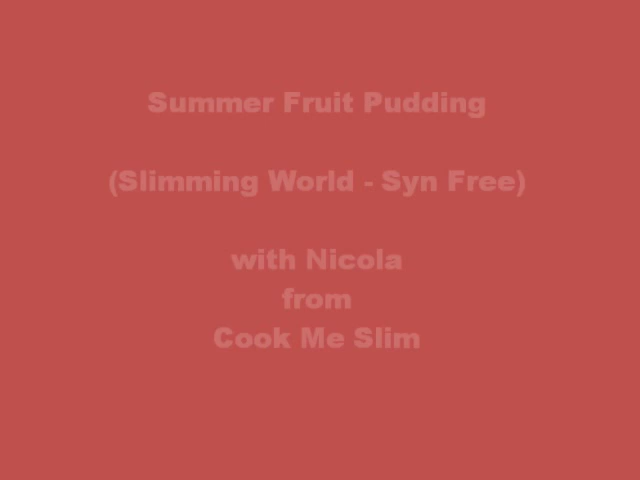 Summer Fruit Pudding
(Slimming World - Syn Free)
with Nicola
from
Cook Me Slim